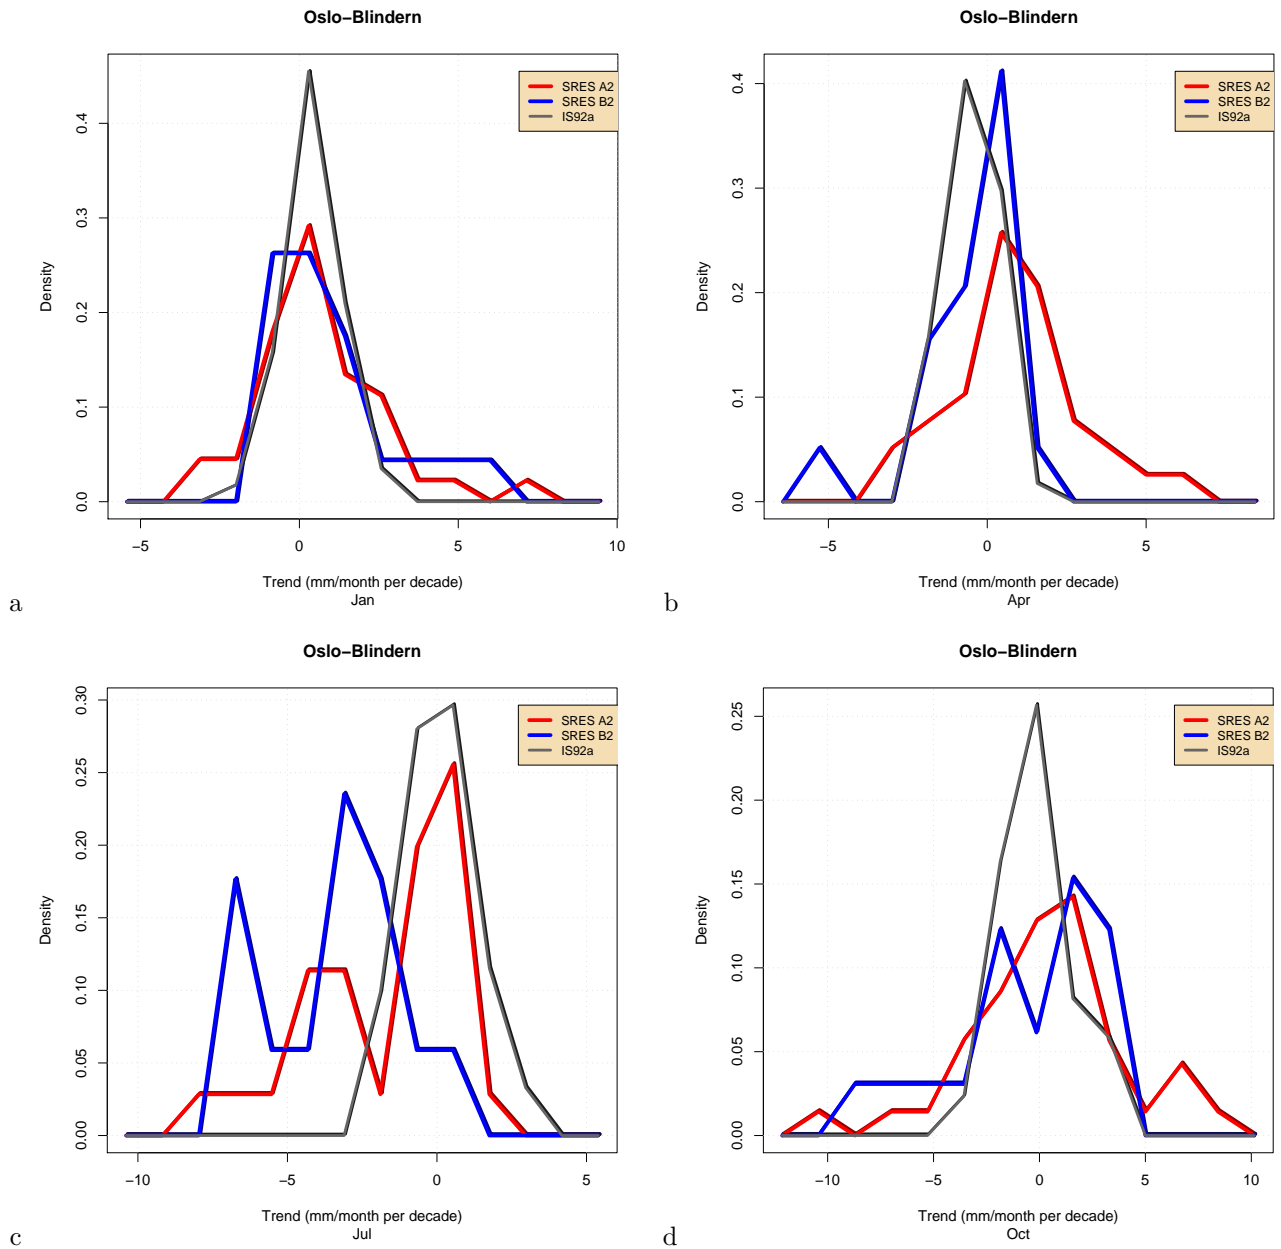 Oslo−Blindern
Density
0.0 0.1 0.2 0.3 0.4
SRES A2
SRES B2
IS92a
−5 0 5 10
Trend (mm/month per decade)
Jan
a
Oslo−Blindern
Density
0.0 0.1 0.2 0.3 0.4
SRES A2
SRES B2
IS92a
−5 0 5
Trend (mm/month per decade)
Apr
b
Oslo−Blindern
Density
0.00 0.05 0.10 0.15 0.20 0.25 0.30
SRES A2
SRES B2
IS92a
−10 −5 0 5
Trend (mm/month per decade)
Jul
c
Oslo−Blindern
Density
0.00 0.05 0.10 0.15 0.20 0.25
SRES A2
SRES B2
IS92a
−10 −5 0 5 10
Trend (mm/month per decade)
Oct
d